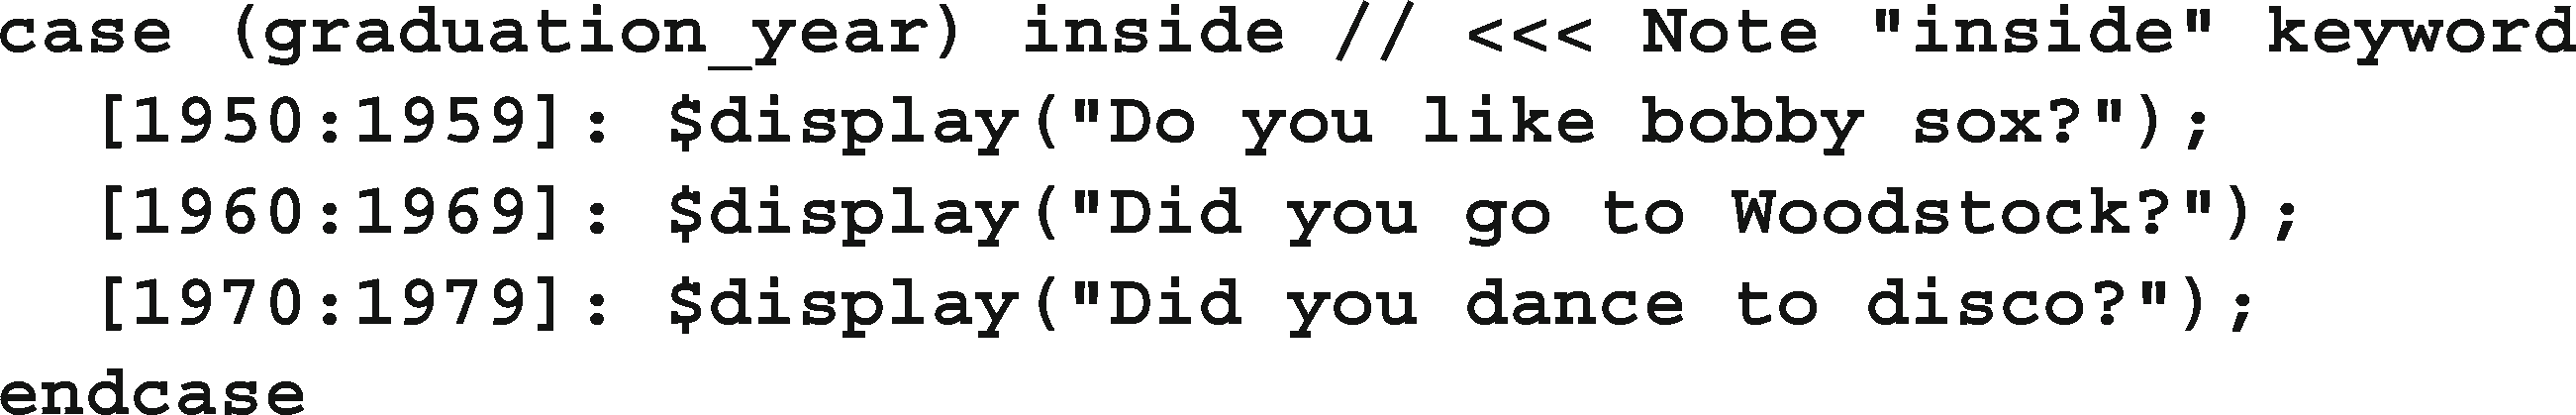 case (graduation_year) inside // <<< Note "inside" keyword
  [1950:1959]: $display("Do you like bobby sox?");
  [1960:1969]: $display("Did you go to Woodstock?");
  [1970:1979]: $display("Did you dance to disco?");
endcase